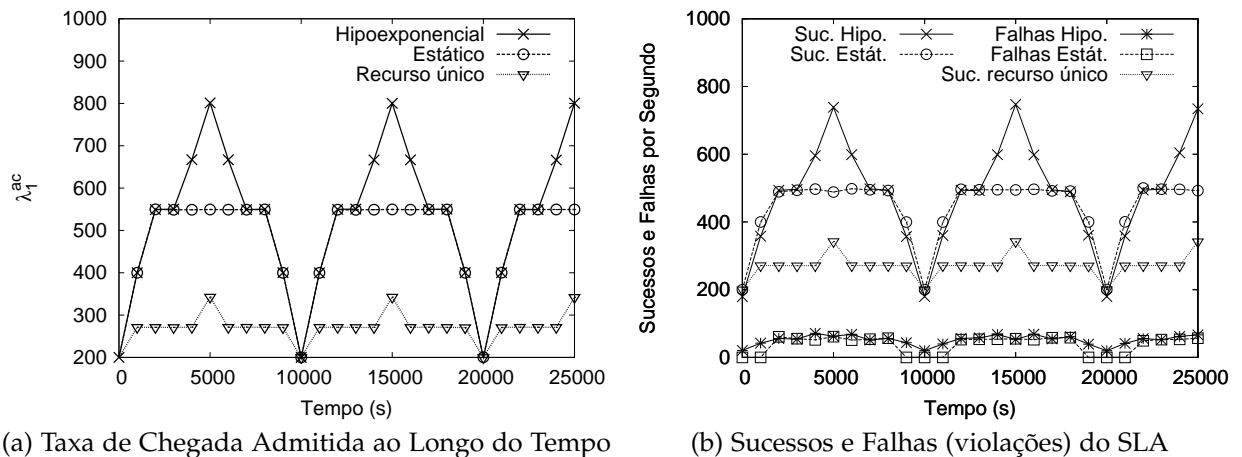 1000
900
800
700
600
500
400
300
200
λ₁ᵃᶜ
Hipoexponencial
Estático
Recurso único
0 5000 10000 15000 20000 25000
Tempo (s)
(a) Taxa de Chegada Admitida ao Longo do Tempo
1000
800
600
400
200
0
Sucessos e Falhas por Segundo
Suc. Hipo. Falhas Hipo.
Suc. Estát. Falhas Estát.
Suc. recurso único
0 5000 10000 15000 20000 25000
Tempo (s)
(b) Sucessos e Falhas (violações) do SLA